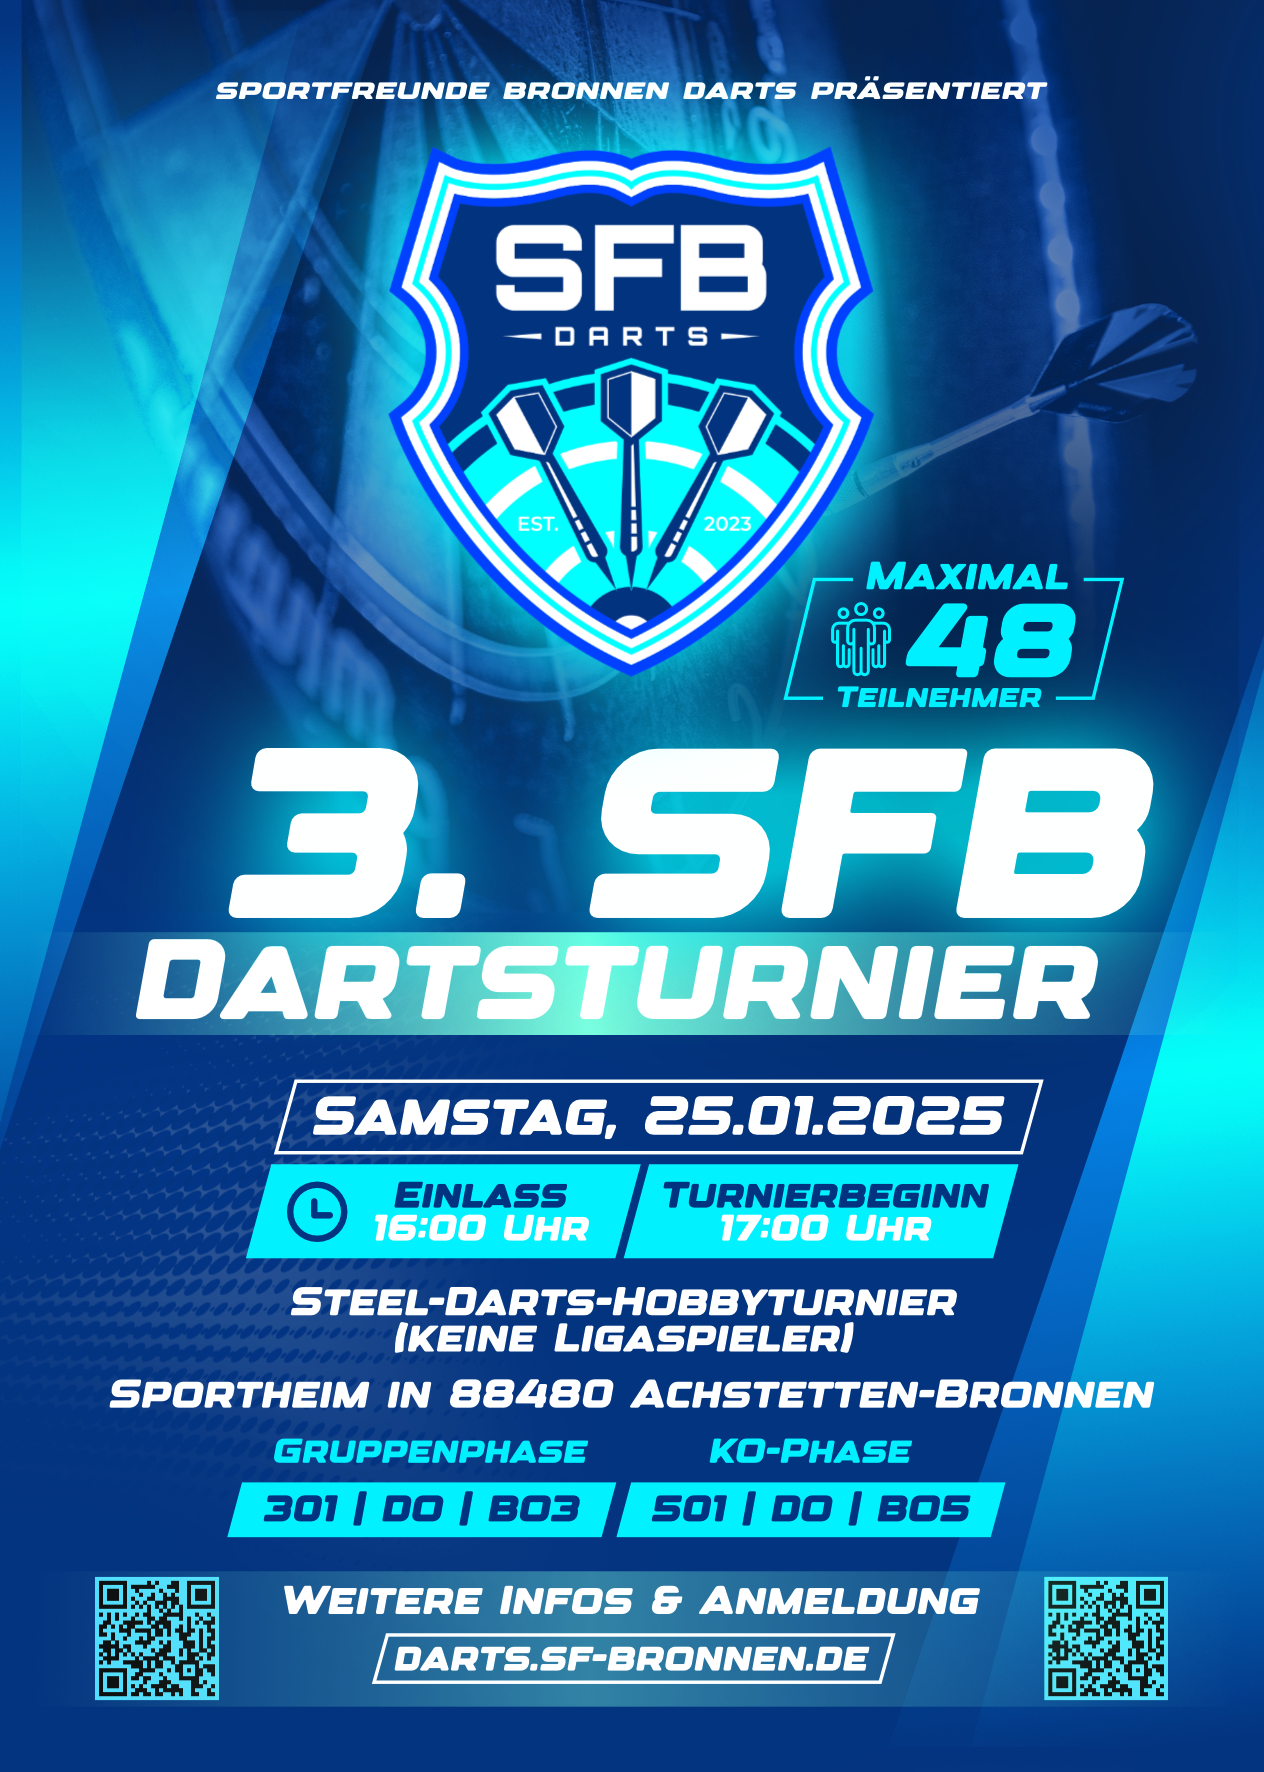 SPORTFREUNDE BRONNEN DARTS PRÄSENTIERT
SFB
DARTS
EST. 2023
MAXIMAL
48
TEILNEHMER
3. SFB
DARTSTURNIER
SAMSTAG, 25.01.2025
EINLASS
16:00 UHR
TURNIERBEGINN
17:00 UHR
STEEL-DARTS-HOBBYTURNIER
(KEINE LIGASPIELER)
SPORTHEIM IN 88480 ACHSTETTEN-BRONNEN
GRUPPENPHASE
301 | DO | BO3
KO-PHASE
501 | DO | BO5
WEITERE INFOS & ANMELDUNG
DARTS.SF-BRONNEN.DE